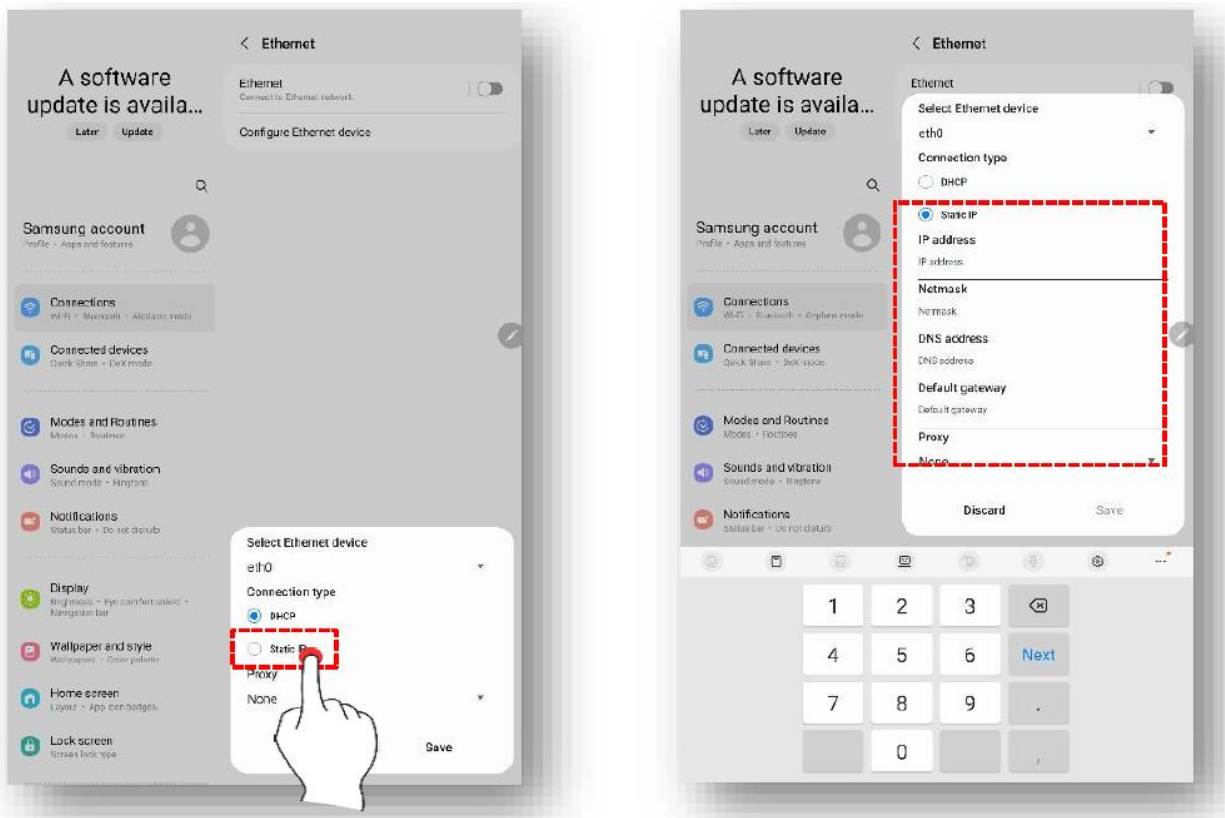 Ethernet
A software
update is availa...
Later Update
Ethernet
Connect to Ethernet network.
Configure Ethernet device
Samsung account
Profile • Apps and features
Connections
Wi-Fi • Bluetooth • Airplane mode
Connected devices
Quick Share • DeX mode
Modes and Routines
Modes • Routines
Sounds and vibration
Sound mode • Ringtone
Notifications
Status bar • Do not disturb
Display
Brightness • Eye comfort shield •
Navigation bar
Wallpaper and style
Wallpapers • Color palette
Home screen
Layout • App icon badges
Lock screen
Screen lock type
Select Ethernet device
eth0
Connection type
DHCP
Static IP
Proxy
None
Save
Ethernet
A software
update is availa...
Later Update
Ethernet
Samsung account
Profile • Apps and features
Connections
Wi-Fi • Bluetooth • Airplane mode
Connected devices
Quick Share • DeX mode
Modes and Routines
Modes • Routines
Sounds and vibration
Sound mode • Ringtone
Notifications
Status bar • Do not disturb
Select Ethernet device
eth0
Connection type
DHCP
Static IP
IP address
IP address
Netmask
Netmask
DNS address
DNS address
Default gateway
Default gateway
Proxy
None
Discard Save
1 2 3
4 5 6 Next
7 8 9 .
0 ,